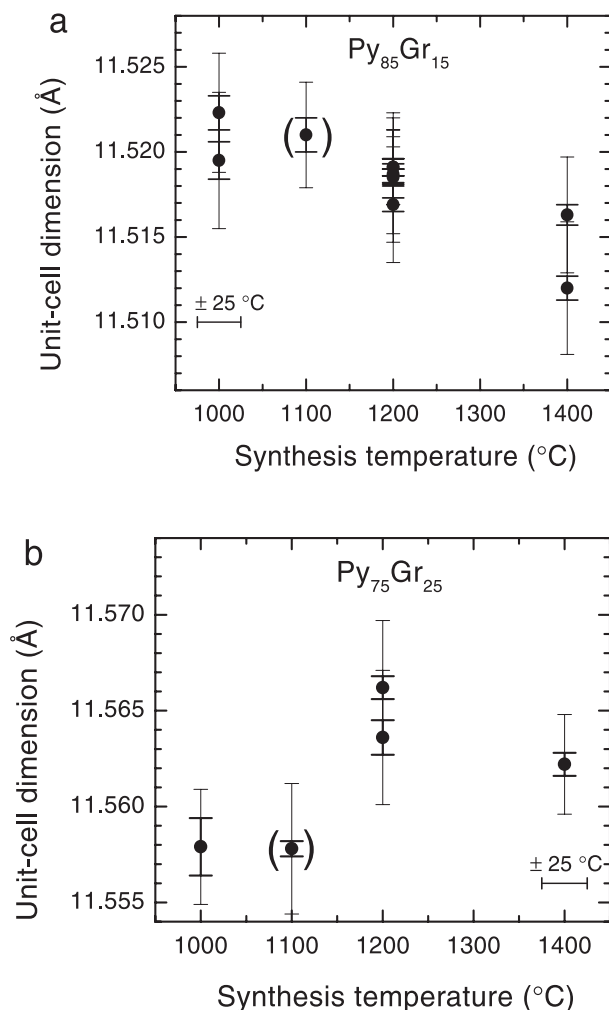 a
Py₈₅Gr₁₅
Unit-cell dimension (Å)
11.525
11.520
11.515
11.510
( )
± 25 °C
1000 1100 1200 1300 1400
Synthesis temperature (°C)
b
Py₇₅Gr₂₅
Unit-cell dimension (Å)
11.570
11.565
11.560
11.555
( )
± 25 °C
1000 1100 1200 1300 1400
Synthesis temperature (°C)